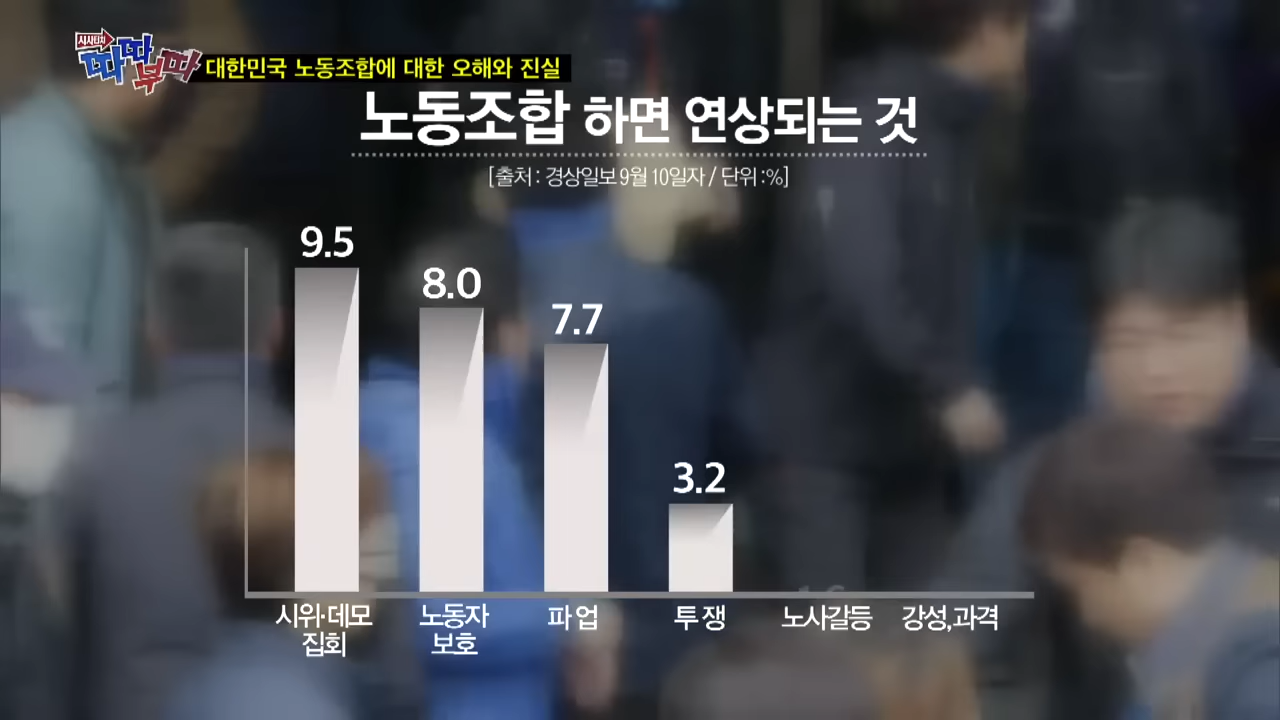 시사터치
따따부따
대한민국 노동조합에 대한 오해와 진실
노동조합 하면 연상되는 것
[출처 : 경상일보 9월 10일자 / 단위 : %]
9.5
8.0
7.7
3.2
시위·데모
집회
노동자
보호
파업
투쟁
노사갈등
강성,과격